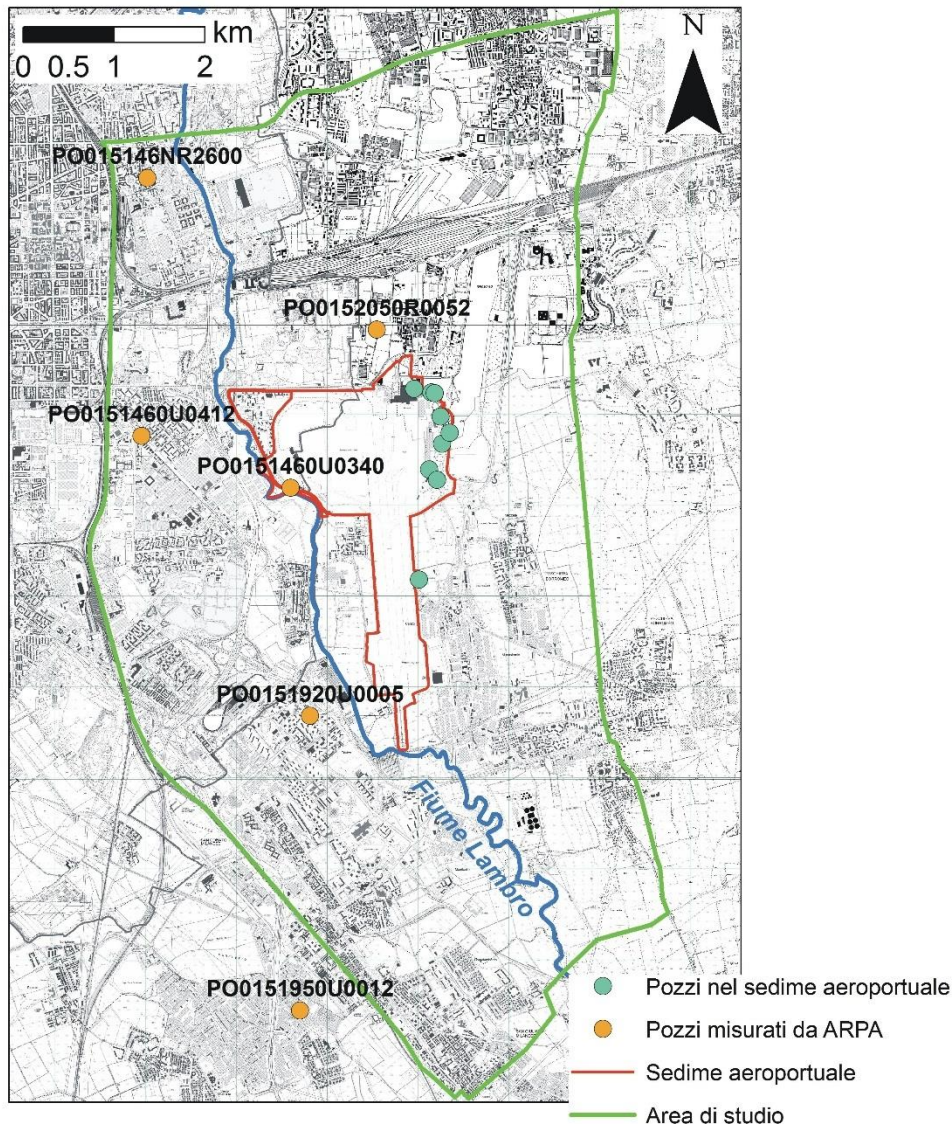 km
0 0.5 1 2
N
PO015146NR2600
PO0152050R0052
PO0151460U0412
PO0151460U0340
PO0151920U0005
Fiume Lambro
PO0151950U0012
Pozzi nel sedime aeroportuale
Pozzi misurati da ARPA
Sedime aeroportuale
Area di studio